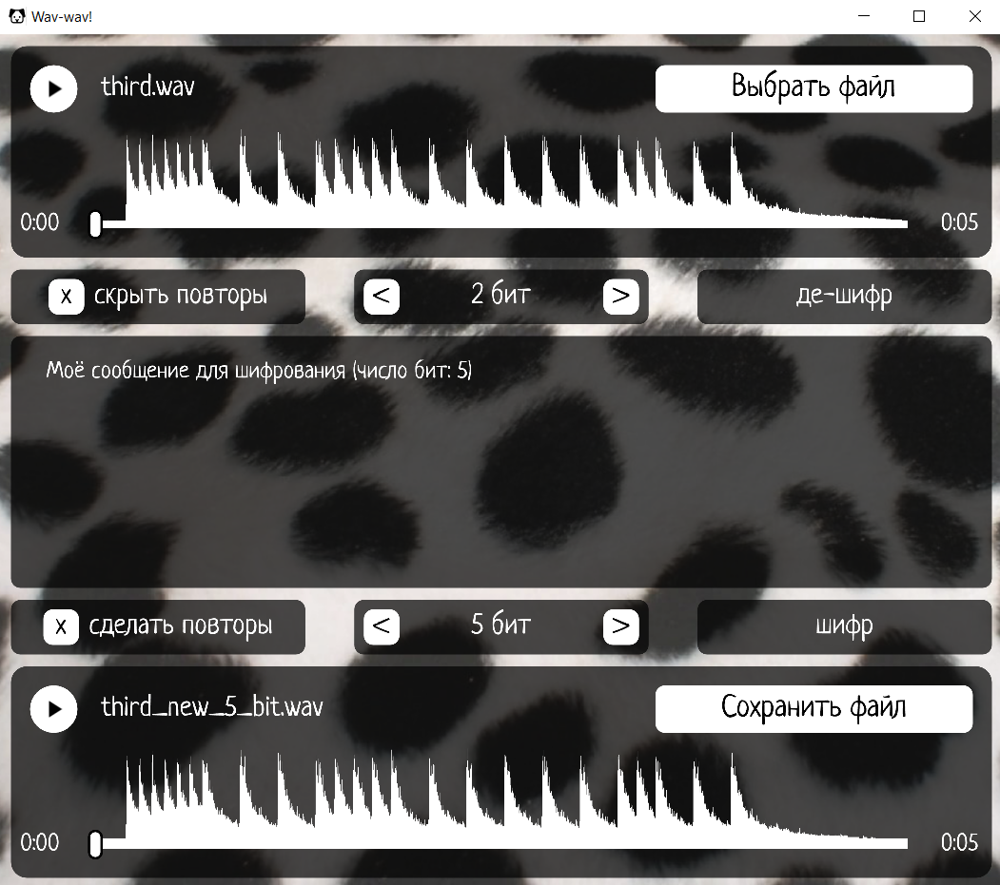 Wav-wav!
third.wav
Выбрать файл
0:00
0:05
x скрыть повторы
< 2 бит >
де-шифр
Моё сообщение для шифрования (число бит: 5)
x сделать повторы
< 5 бит >
шифр
third_new_5_bit.wav
Сохранить файл
0:00
0:05